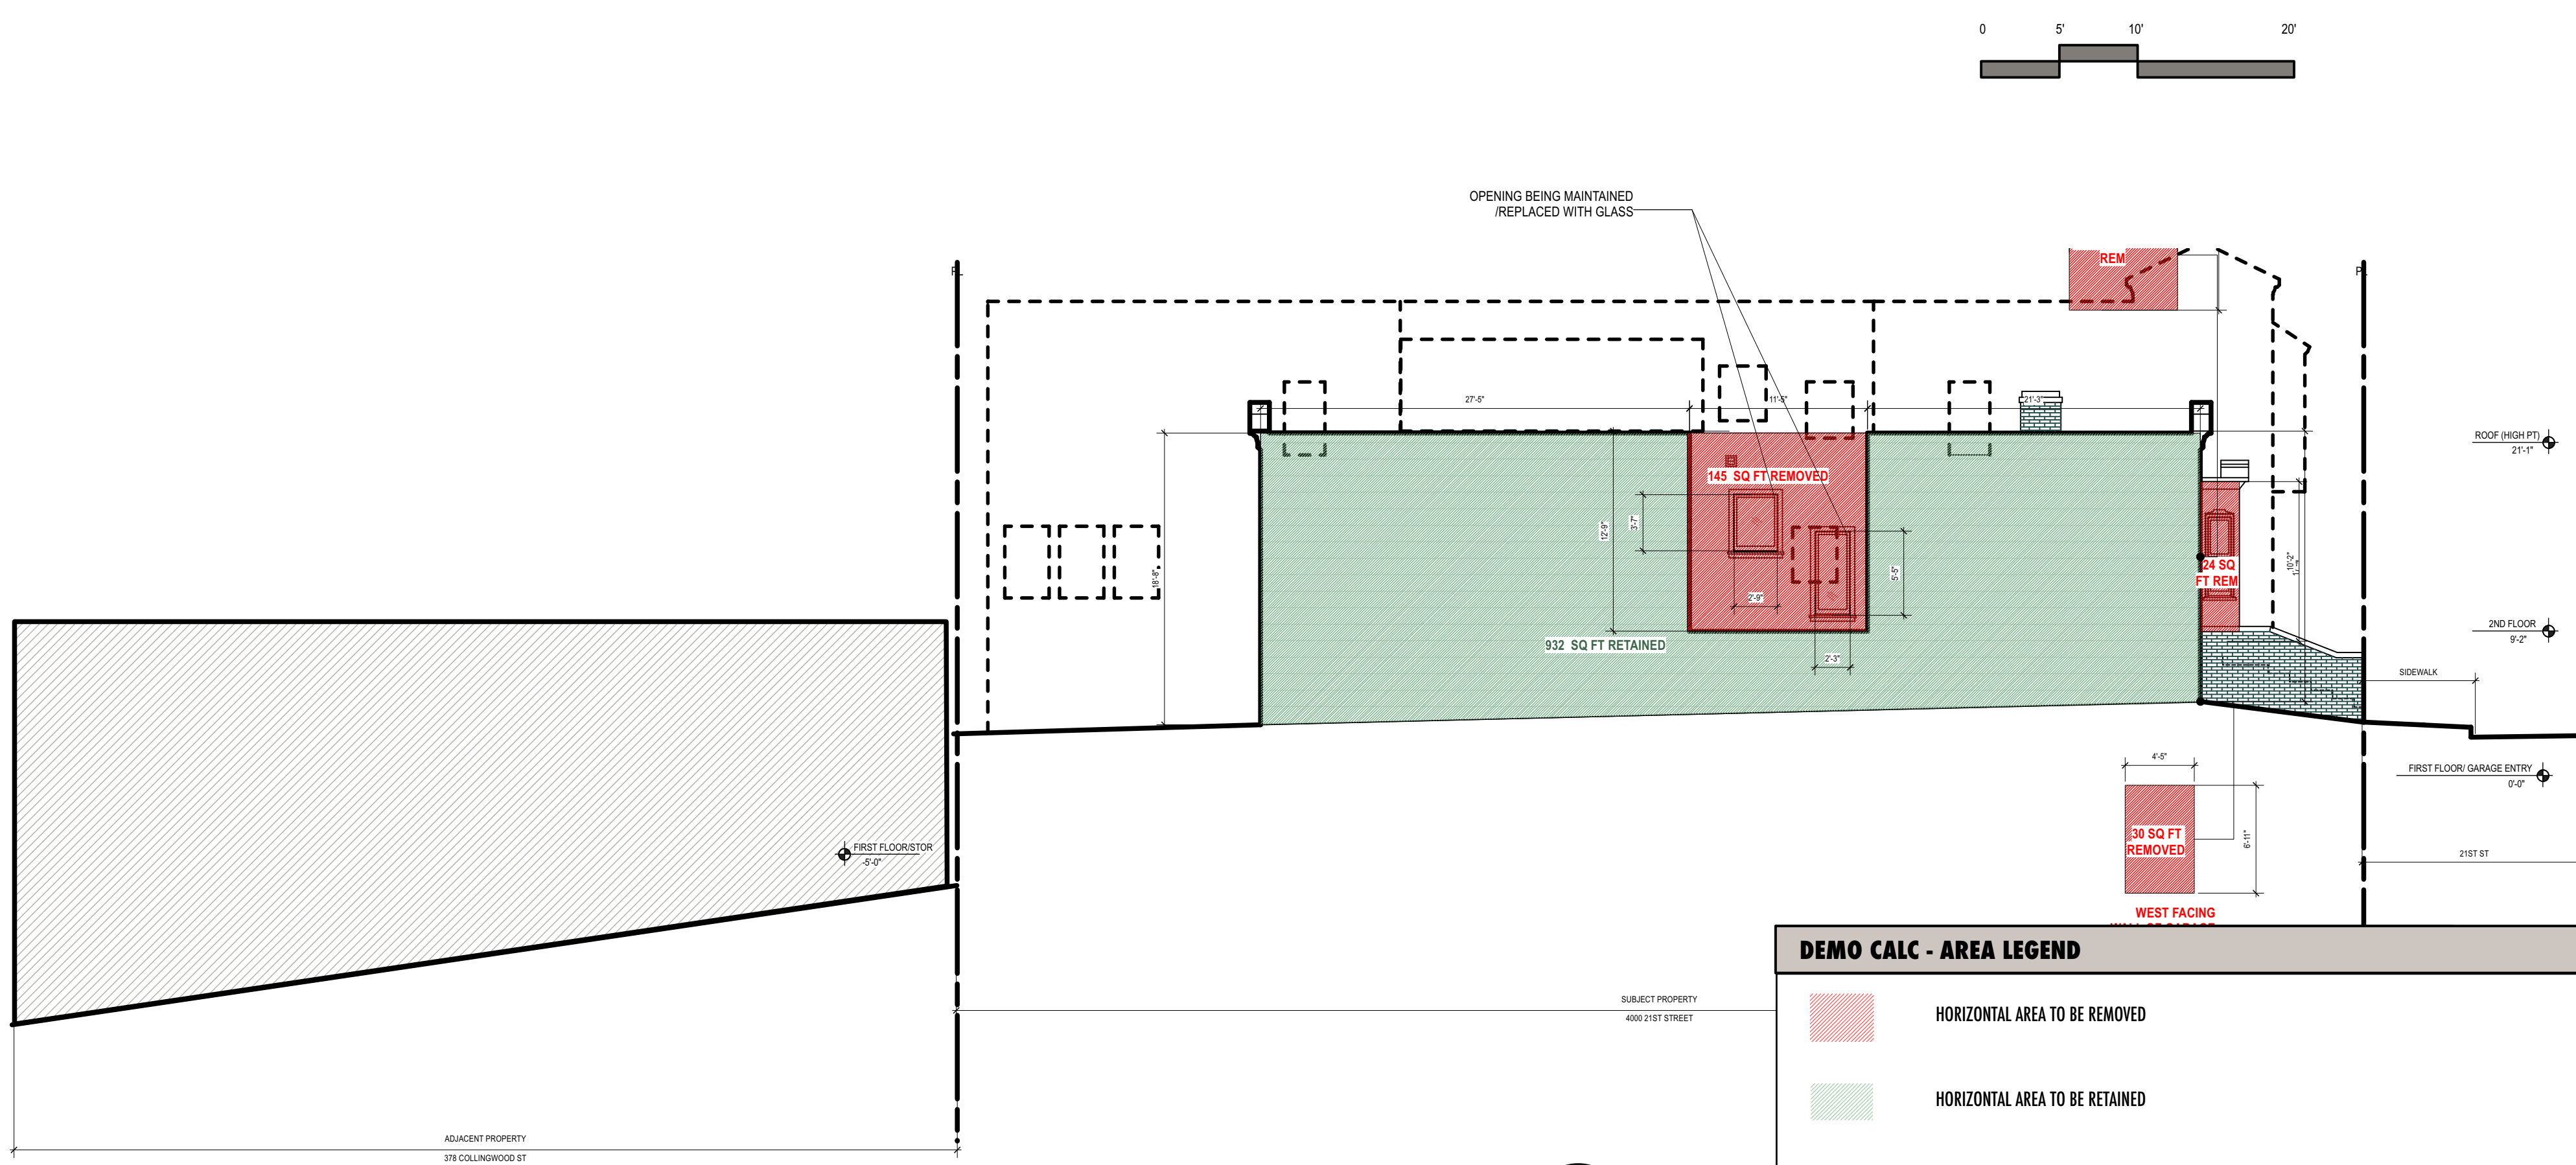 0 5' 10' 20'
OPENING BEING MAINTAINED
/REPLACED WITH GLASS
REM
27'-5"
11'-5"
21'-3"
ROOF (HIGH PT)
21'-1"
145 SQ FT REMOVED
3'-7"
12'-9"
18'-8"
5'-5"
10'-2"
24 SQ
FT REM
2'-9"
932 SQ FT RETAINED
2'-3"
2ND FLOOR
9'-2"
SIDEWALK
4'-5"
FIRST FLOOR/ GARAGE ENTRY
0'-0"
30 SQ FT
REMOVED
6'-11"
FIRST FLOOR/STOR
-5'-0"
21ST ST
WEST FACING
DEMO CALC - AREA LEGEND
SUBJECT PROPERTY
4000 21ST STREET
HORIZONTAL AREA TO BE REMOVED
HORIZONTAL AREA TO BE RETAINED
ADJACENT PROPERTY
378 COLLINGWOOD ST